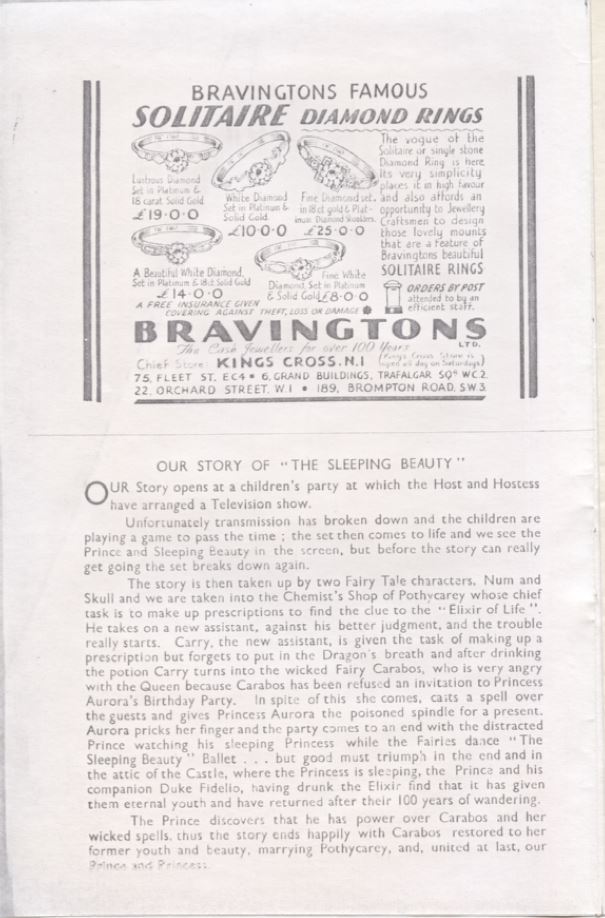 BRAVINGTONS FAMOUS
SOLITAIRE DIAMOND RINGS
Lustrous Diamond
Set in Platinum &
18 carat Solid Gold
£19-0-0
White Diamond
Set in Platinum &
Solid Gold.
£10-0-0
Fine Diamond set,
in 18 ct gold & Plat-
inum Diamond Shoulders.
£25-0-0
The vogue of the
Solitaire or single stone
Diamond Ring is here
its very simplicity
places it in high favour
and also affords an
opportunity to Jewellery
Craftsmen to design
those lovely mounts
that are a feature of
Bravingtons beautiful
SOLITAIRE RINGS
A Beautiful White Diamond,
Set in Platinum & 18ct Solid Gold
£14-0-0
Fine White
Diamond, Set in Platinum
& Solid Gold £8-0-0
ORDERS BY POST
attended to by an
efficient staff.
A FREE INSURANCE GIVEN
COVERING AGAINST THEFT, LOSS OR DAMAGE
BRAVINGTONS
LTD.
The Cash Jewellers for over 100 Years
Chief Store: KINGS CROSS. N.1 (Kings Cross Store is
open all day on Saturdays)
75, FLEET ST. EC4 • 6, GRAND BUILDINGS, TRAFALGAR SQE WC2.
22, ORCHARD STREET, W.1 • 189, BROMPTON ROAD, SW3.
OUR STORY OF "THE SLEEPING BEAUTY"
OUR Story opens at a children's party at which the Host and Hostess
have arranged a Television show.
Unfortunately transmission has broken down and the children are
playing a game to pass the time ; the set then comes to life and we see the
Prince and Sleeping Beauty in the screen, but before the story can really
get going the set breaks down again.
The story is then taken up by two Fairy Tale characters, Num and
Skull and we are taken into the Chemist's Shop of Pothycarey whose chief
task is to make up prescriptions to find the clue to the "Elixir of Life".
He takes on a new assistant, against his better judgment, and the trouble
really starts. Carry, the new assistant, is given the task of making up a
prescription but forgets to put in the Dragon's breath and after drinking
the potion Carry turns into the wicked Fairy Carabos, who is very angry
with the Queen because Carabos has been refused an invitation to Princess
Aurora's Birthday Party. In spite of this she comes, casts a spell over
the guests and gives Princess Aurora the poisoned spindle for a present.
Aurora pricks her finger and the party comes to an end with the distracted
Prince watching his sleeping Princess while the Fairies dance "The
Sleeping Beauty" Ballet . . . but good must triumph in the end and in
the attic of the Castle, where the Princess is sleeping, the Prince and his
companion Duke Fidelio, having drunk the Elixir find that it has given
them eternal youth and have returned after their 100 years of wandering.
The Prince discovers that he has power over Carabos and her
wicked spells, thus the story ends happily with Carabos restored to her
former youth and beauty, marrying Pothycarey, and, united at last, our
Prince and Princess.